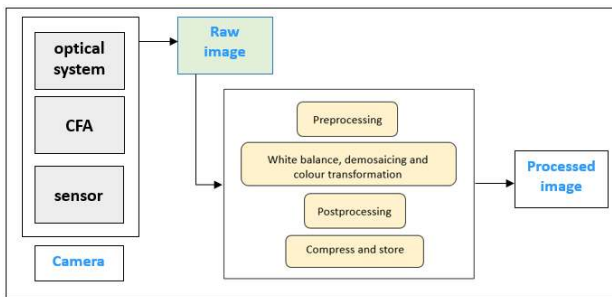 optical
system
CFA
sensor
Camera
Raw
image
Preprocessing
White balance, demosaicing and
colour transformation
Postprocessing
Compress and store
Processed
image